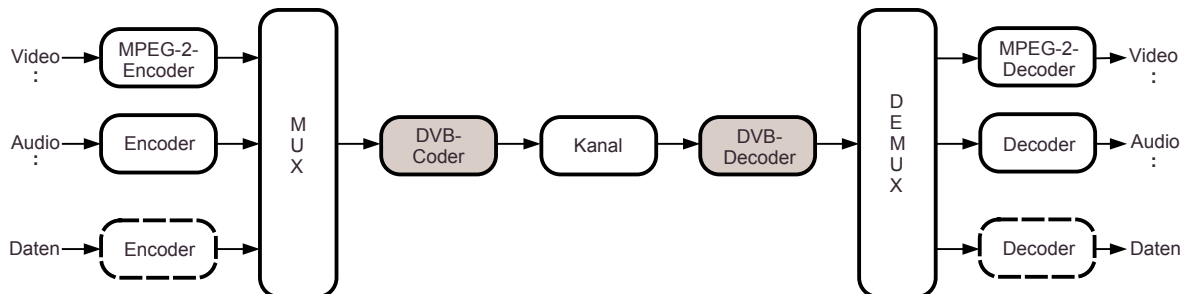 Video
:
MPEG-2-
Encoder
Audio
:
Encoder
Daten
Encoder
M
U
X
DVB-
Coder
Kanal
DVB-
Decoder
D
E
M
U
X
MPEG-2-
Decoder
Video
:
Decoder
Audio
:
Decoder
Daten